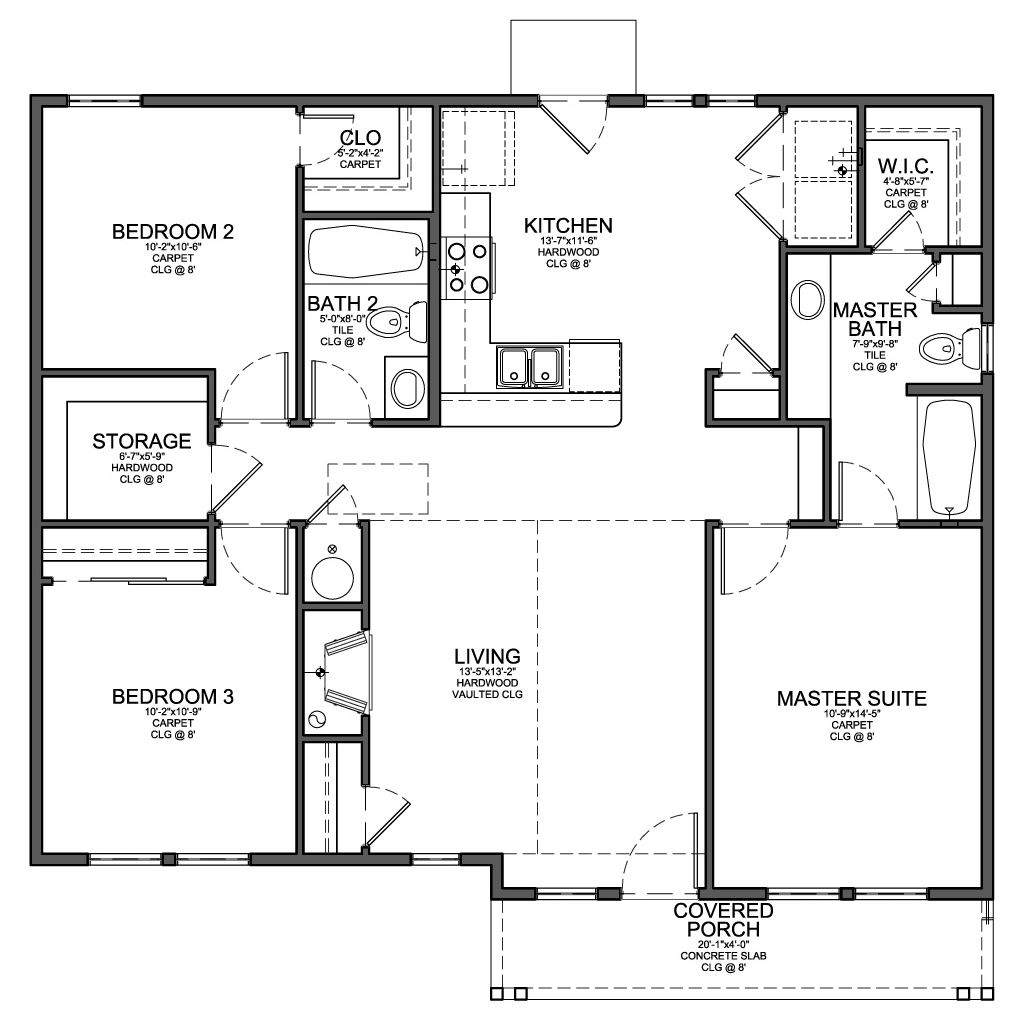 CLO
5'-2"x4'-2"
CARPET
W.I.C.
4'-8"x5'-7"
CARPET
CLG @ 8'
BEDROOM 2
10'-2"x10'-6"
CARPET
CLG @ 8'
KITCHEN
13'-7"x11'-6"
HARDWOOD
CLG @ 8'
BATH 2
5'-0"x8'-0"
TILE
CLG @ 8'
MASTER
BATH
7'-9"x9'-8"
TILE
CLG @ 8'
STORAGE
6'-7"x5'-9"
HARDWOOD
CLG @ 8'
LIVING
13'-5"x13'-2"
HARDWOOD
VAULTED CLG
BEDROOM 3
10'-2"x10'-9"
CARPET
CLG @ 8'
MASTER SUITE
10'-9"x14'-5"
CARPET
CLG @ 8'
COVERED
PORCH
20'-1"x4'-0"
CONCRETE SLAB
CLG @ 8'